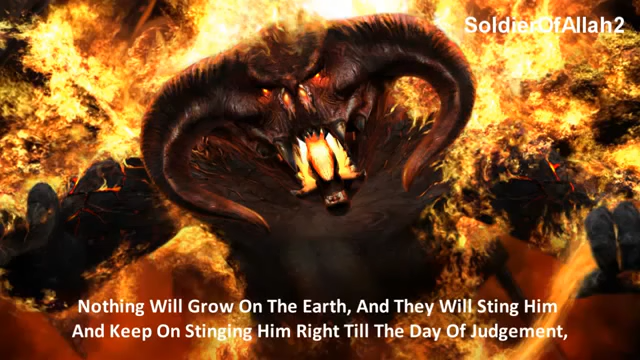 SoldierOfAllah2
Nothing Will Grow On The Earth, And They Will Sting Him
And Keep On Stinging Him Right Till The Day Of Judgement,